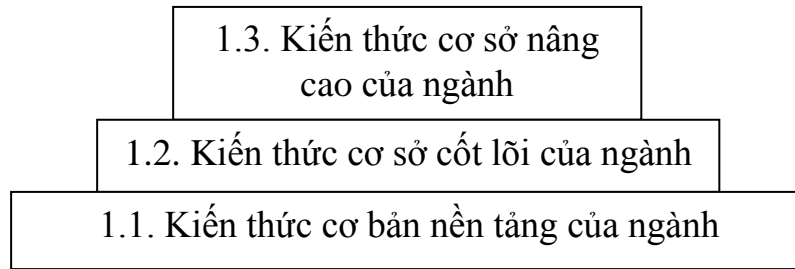 1.3. Kiến thức cơ sở nâng
cao của ngành
1.2. Kiến thức cơ sở cốt lõi của ngành
1.1. Kiến thức cơ bản nền tảng của ngành